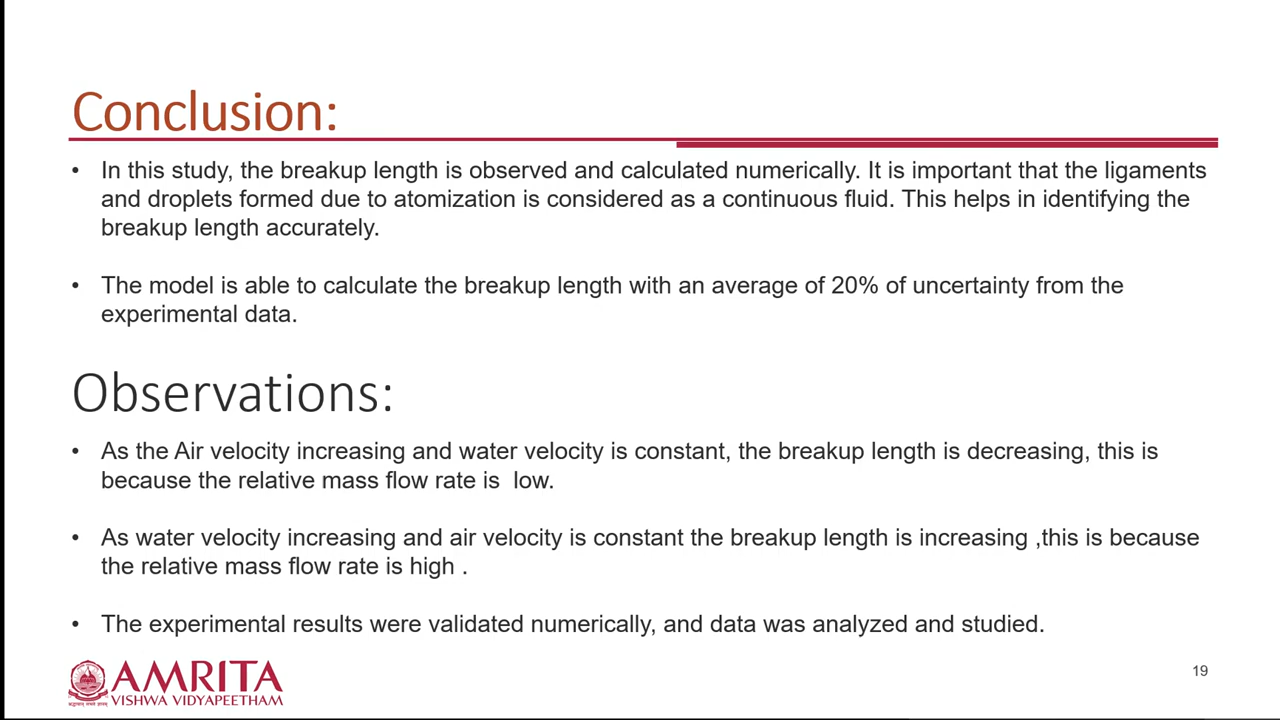 Conclusion:
• In this study, the breakup length is observed and calculated numerically. It is important that the ligaments
and droplets formed due to atomization is considered as a continuous fluid. This helps in identifying the
breakup length accurately.
• The model is able to calculate the breakup length with an average of 20% of uncertainty from the
experimental data.
Observations:
• As the Air velocity increasing and water velocity is constant, the breakup length is decreasing, this is
because the relative mass flow rate is  low.
• As water velocity increasing and air velocity is constant the breakup length is increasing ,this is because
the relative mass flow rate is high .
• The experimental results were validated numerically, and data was analyzed and studied.
AMRITA
VISHWA VIDYAPEETHAM
19